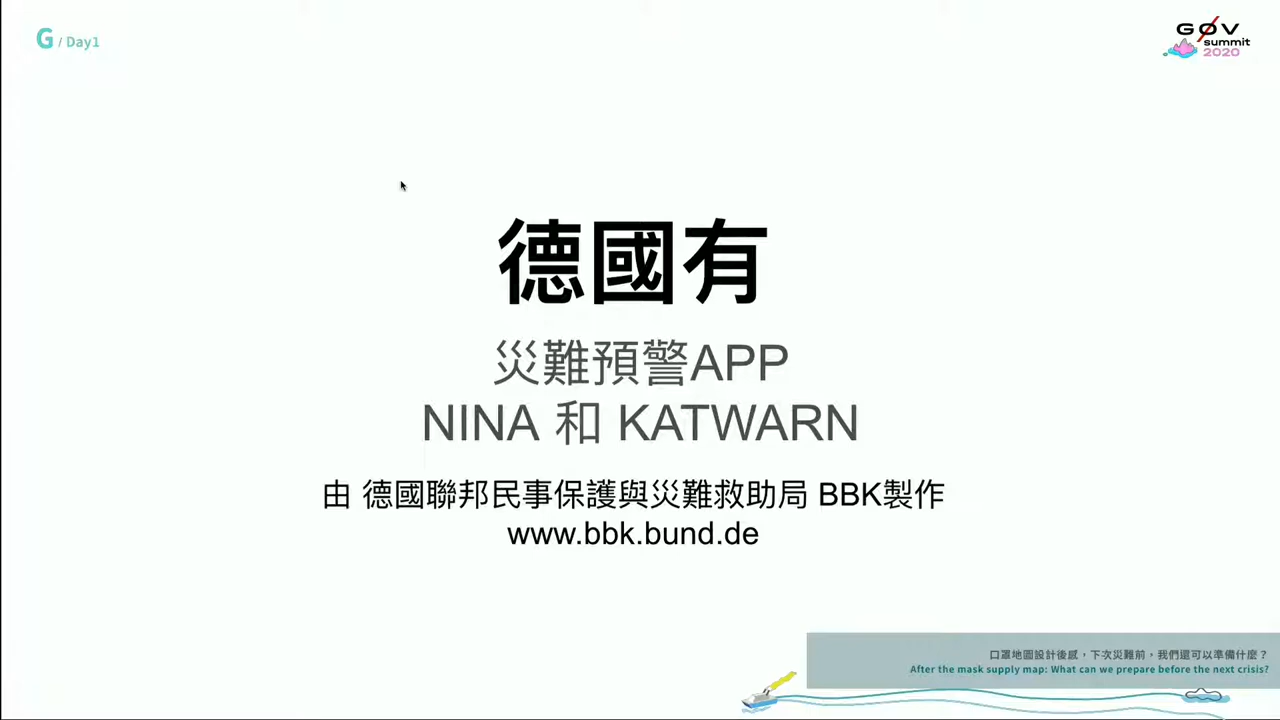 G / Day1
GØV
summit
2020
德國有
災難預警APP
NINA 和 KATWARN
由 德國聯邦民事保護與災難救助局 BBK製作
www.bbk.bund.de
口罩地圖設計後感，下次災難前，我們還可以準備什麼？
After the mask supply map: What can we prepare before the next crisis?